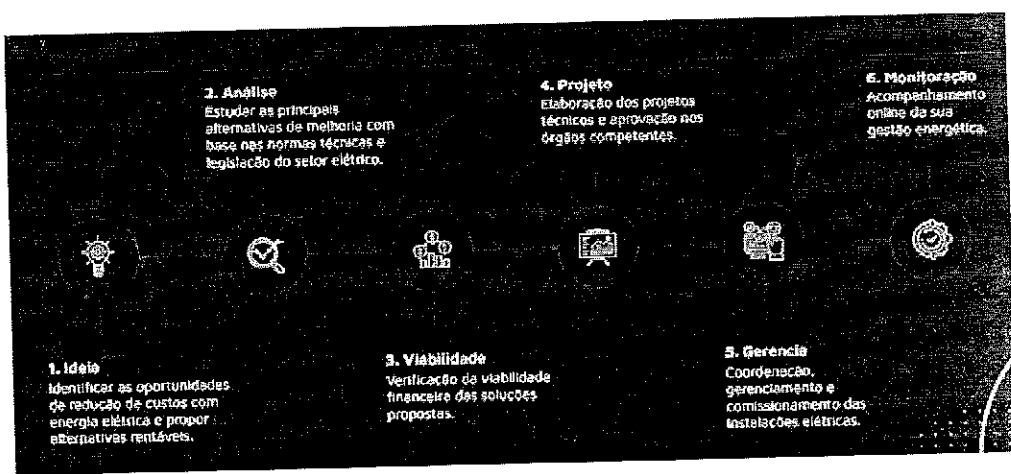 1. Ideia
Identificar as oportunidades
de redução de custos com
energia elétrica e propor
alternativas rentáveis.
2. Análise
Estudar as principais
alternativas de melhoria com
base nas normas técnicas e
legislação do setor elétrico.
3. Viabilidade
Verificação da viabilidade
financeira das soluções
propostas.
4. Projeto
Elaboração dos projetos
técnicos e aprovação nos
órgãos competentes.
5. Gerencia
Coordenação,
gerenciamento e
comissionamento das
instalações elétricas.
6. Monitoração
Acompanhamento
online da sua
gestão energética.